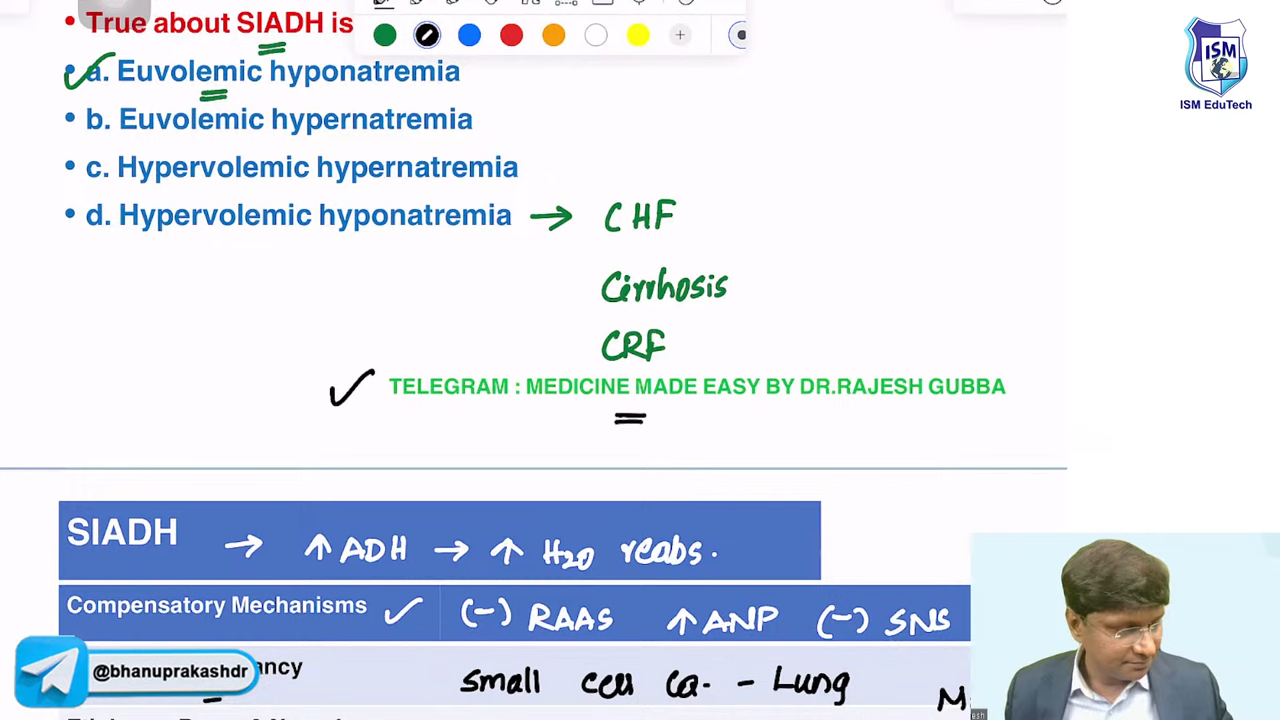 • True about SIADH is
• a. Euvolemic hyponatremia
• b. Euvolemic hypernatremia
• c. Hypervolemic hypernatremia
• d. Hypervolemic hyponatremia → CHF
Cirrhosis
CRF
TELEGRAM : MEDICINE MADE EASY BY DR.RAJESH GUBBA
ISM
ISM EduTech
SIADH → ↑ ADH → ↑ H20 reabs.
Compensatory Mechanisms ✓ (-) RAAS ↑ ANP (-) SNS
@bhanuprakashdr
ancy small cell Ca. - Lung